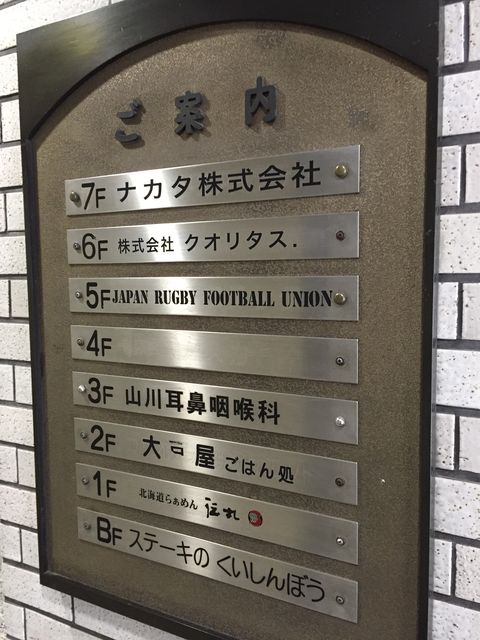 ご案内
7F ナカタ株式会社
6F 株式会社 クオリタス.
5F JAPAN RUGBY FOOTBALL UNION
4F
3F 山川耳鼻咽喉科
2F 大戸屋 ごはん処
1F 北海道らぁめん
BF ステーキの くいしんぼう